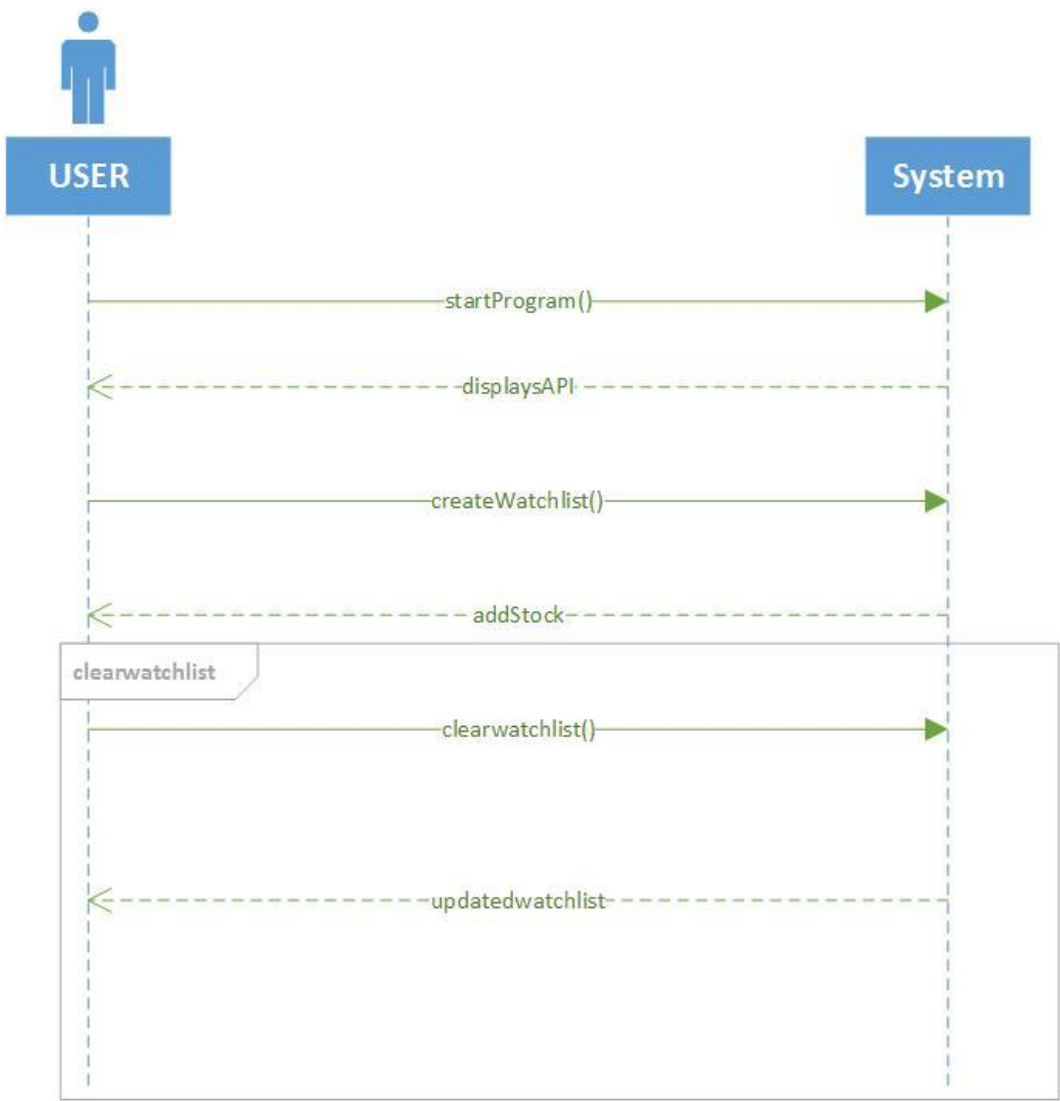 USER
System
startProgram()
displaysAPI
createWatchlist()
addStock
clearwatchlist
clearwatchlist()
updatedwatchlist